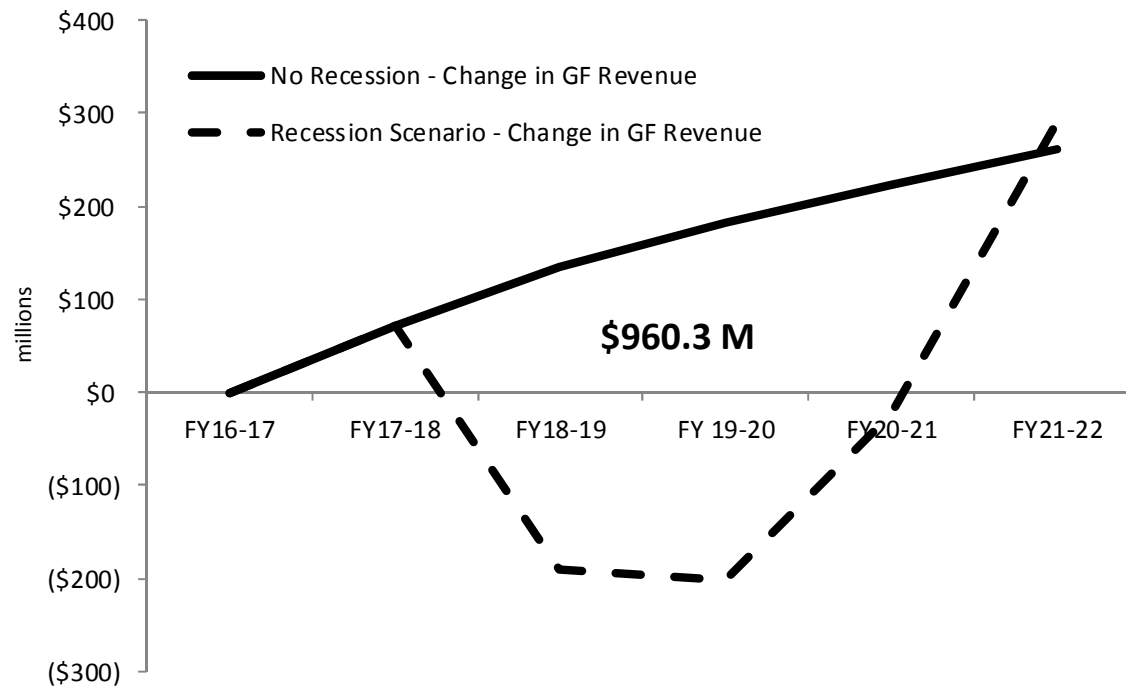 $400
No Recession - Change in GF Revenue
$300
Recession Scenario - Change in GF Revenue
$200
millions
$100
$960.3 M
$0
FY16-17 FY17-18 FY18-19 FY 19-20 FY20-21 FY21-22
($100)
($200)
($300)